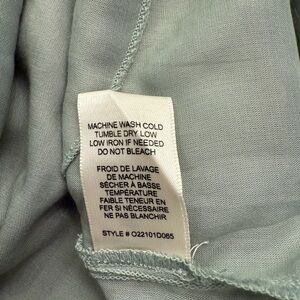 MACHINE WASH COLD
TUMBLE DRY LOW
LOW IRON IF NEEDED
DO NOT BLEACH
FROID DE LAVAGE
DE MACHINE
SÉCHER À BASSE
TEMPÉRATURE
FAIBLE TENEUR EN
FER SI NÉCESSAIRE
NE PAS BLANCHIR
STYLE # O22101D065